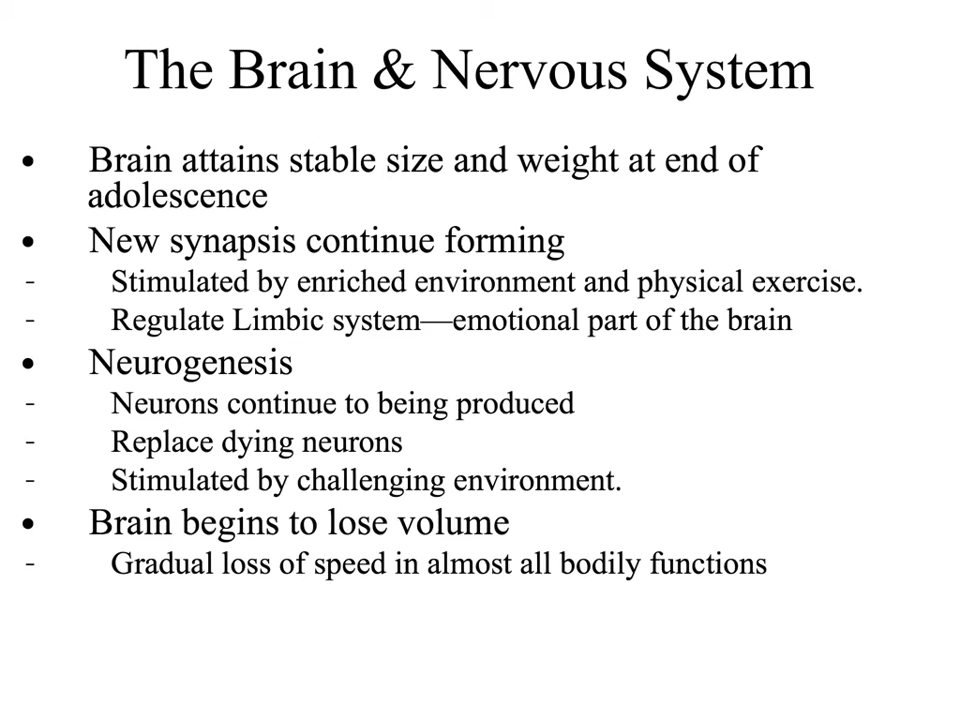 The Brain & Nervous System
• Brain attains stable size and weight at end of
adolescence
• New synapsis continue forming
- Stimulated by enriched environment and physical exercise.
- Regulate Limbic system—emotional part of the brain
• Neurogenesis
- Neurons continue to being produced
- Replace dying neurons
- Stimulated by challenging environment.
• Brain begins to lose volume
- Gradual loss of speed in almost all bodily functions